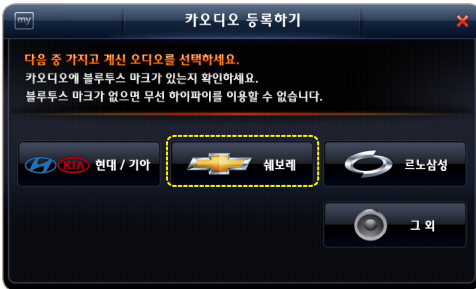 my
카오디오 등록하기
다음 중 가지고 계신 오디오를 선택하세요.
카오디오에 블루투스 마크가 있는지 확인하세요.
블루투스 마크가 없으면 무선 하이파이를 이용할 수 없습니다.
KIA 현대 / 기아
쉐보레
르노삼성
그 외